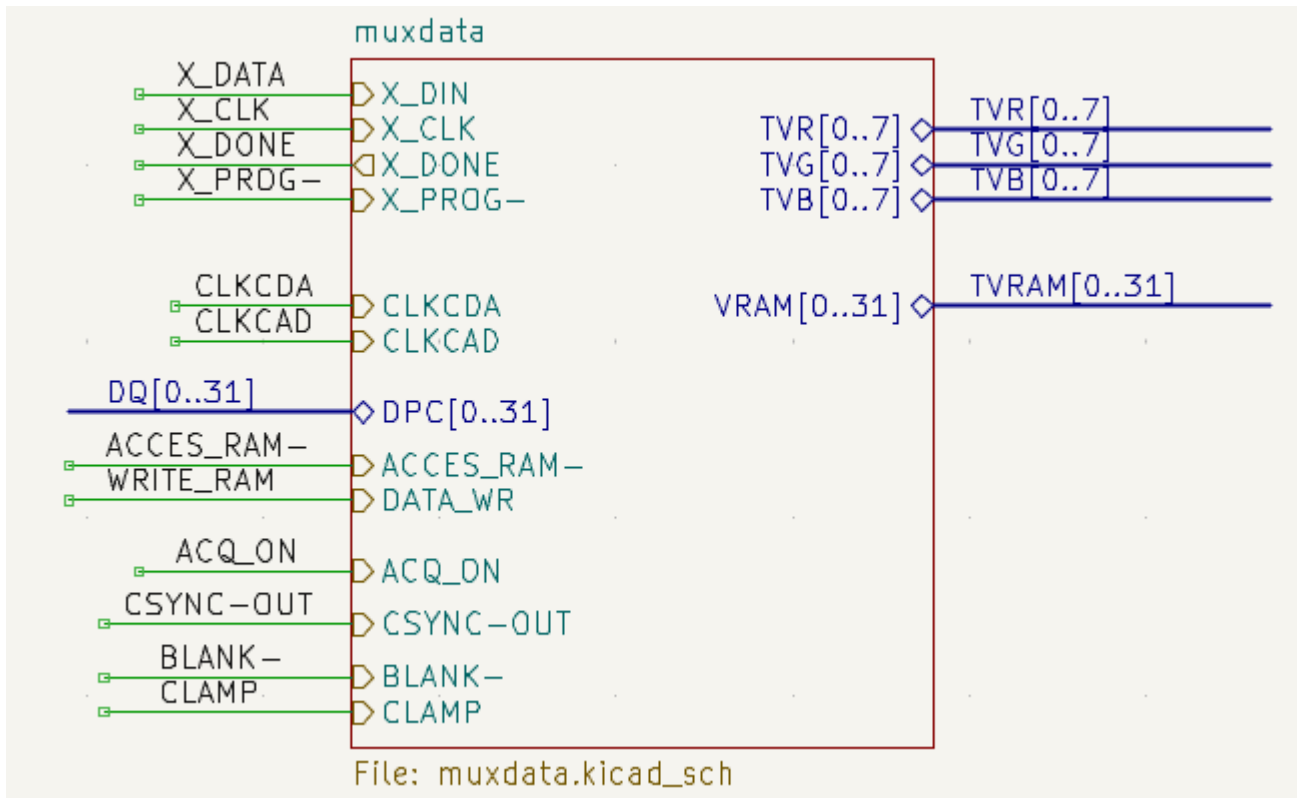 muxdata
X_DATA
X_DIN
TVR[0..7]
TVR[0..7]
X_CLK
X_CLK
TVG[0..7]
TVG[0..7]
X_DONE
X_DONE
TVB[0..7]
TVB[0..7]
X_PROG-
X_PROG-
CLKCDA
CLKCDA
VRAM[0..31]
TVRAM[0..31]
CLKCAD
CLKCAD
DQ[0..31]
DPC[0..31]
ACCES_RAM-
ACCES_RAM-
WRITE_RAM
DATA_WR
ACQ_ON
ACQ_ON
CSYNC-OUT
CSYNC-OUT
BLANK-
BLANK-
CLAMP
CLAMP
File: muxdata.kicad_sch